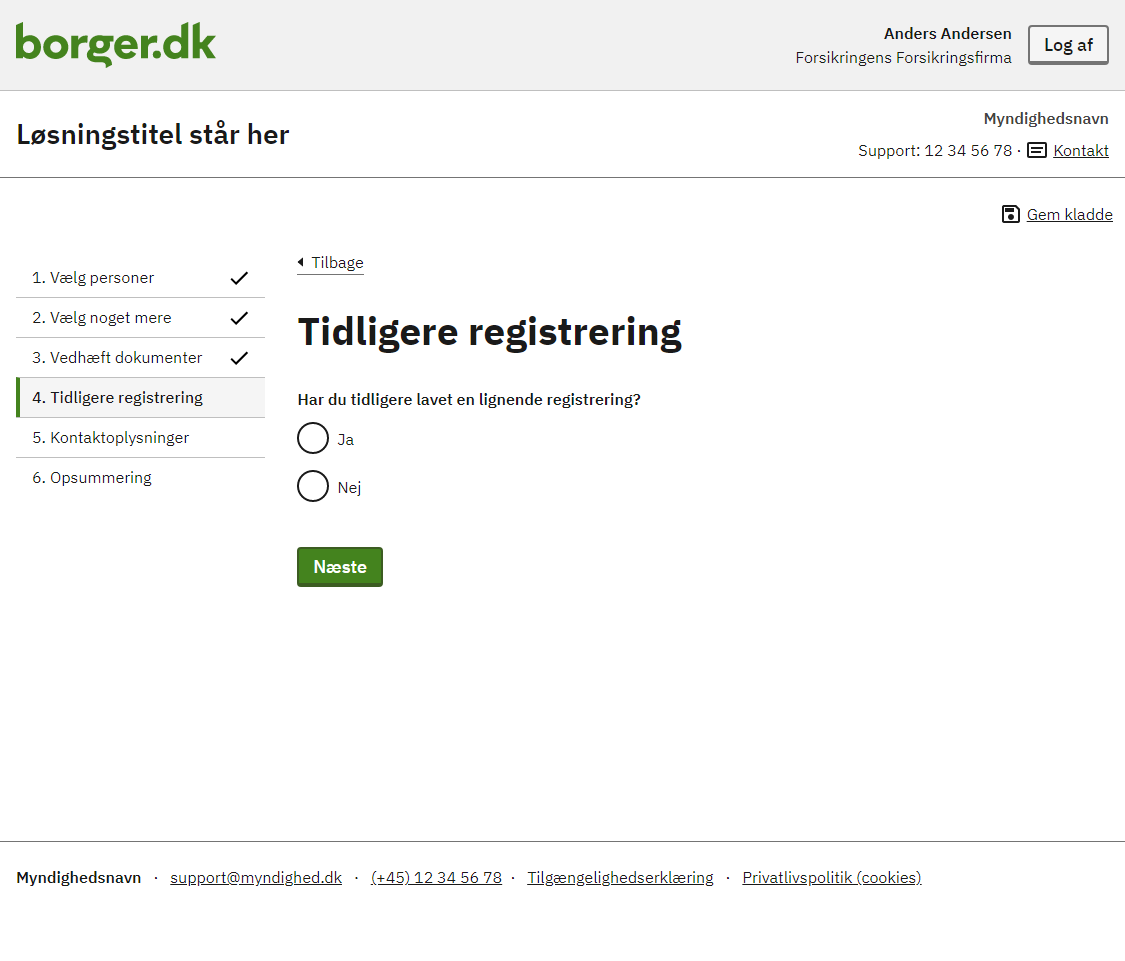 borger.dk
Anders Andersen
Forsikringens Forsikringsfirma
Log af
Løsningstitel står her
Myndighedsnavn
Support: 12 34 56 78 · Kontakt
Gem kladde
1. Vælg personer
2. Vælg noget mere
3. Vedhæft dokumenter
4. Tidligere registrering
5. Kontaktoplysninger
6. Opsummering
Tilbage
Tidligere registrering
Har du tidligere lavet en lignende registrering?
Ja
Nej
Næste
Myndighedsnavn · support@myndighed.dk · (+45) 12 34 56 78 · Tilgængelighedserklæring · Privatlivspolitik (cookies)